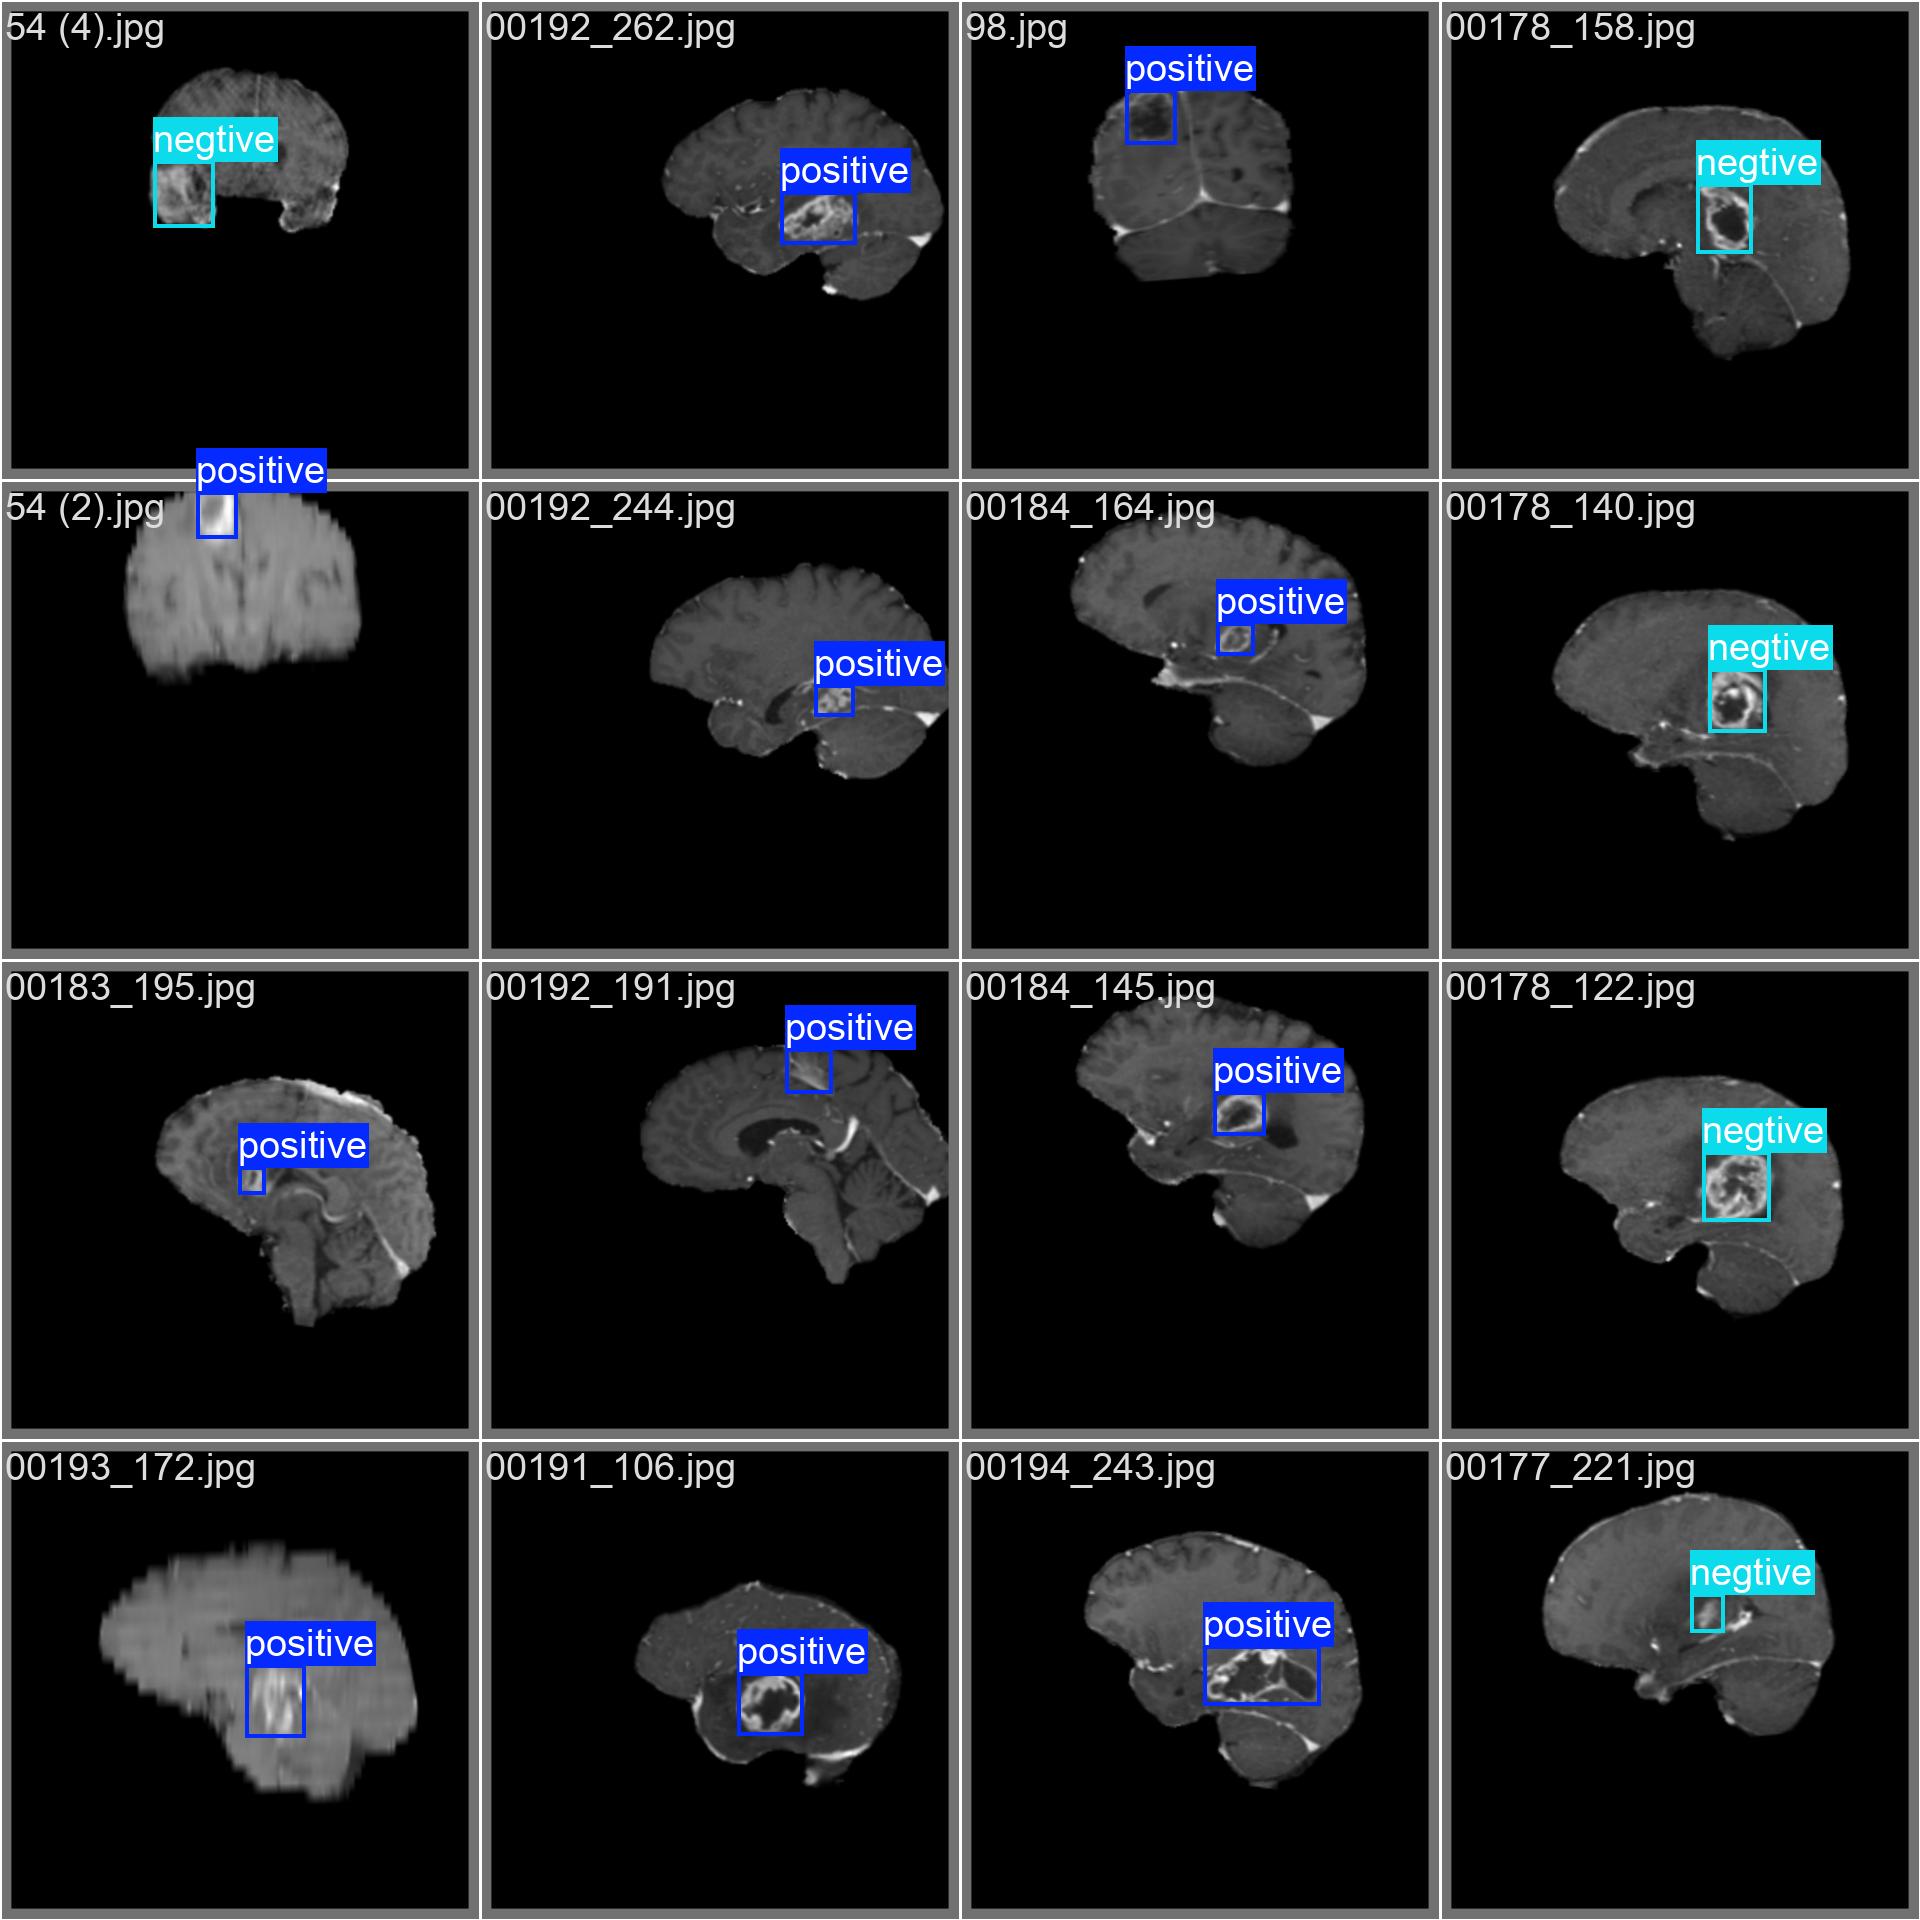 54 (4).jpg
negtive
00192_262.jpg
positive
98.jpg
positive
00178_158.jpg
negtive
54 (2).jpg
positive
00192_244.jpg
positive
00184_164.jpg
positive
00178_140.jpg
negtive
00183_195.jpg
positive
00192_191.jpg
positive
00184_145.jpg
positive
00178_122.jpg
negtive
00193_172.jpg
positive
00191_106.jpg
positive
00194_243.jpg
positive
00177_221.jpg
negtive